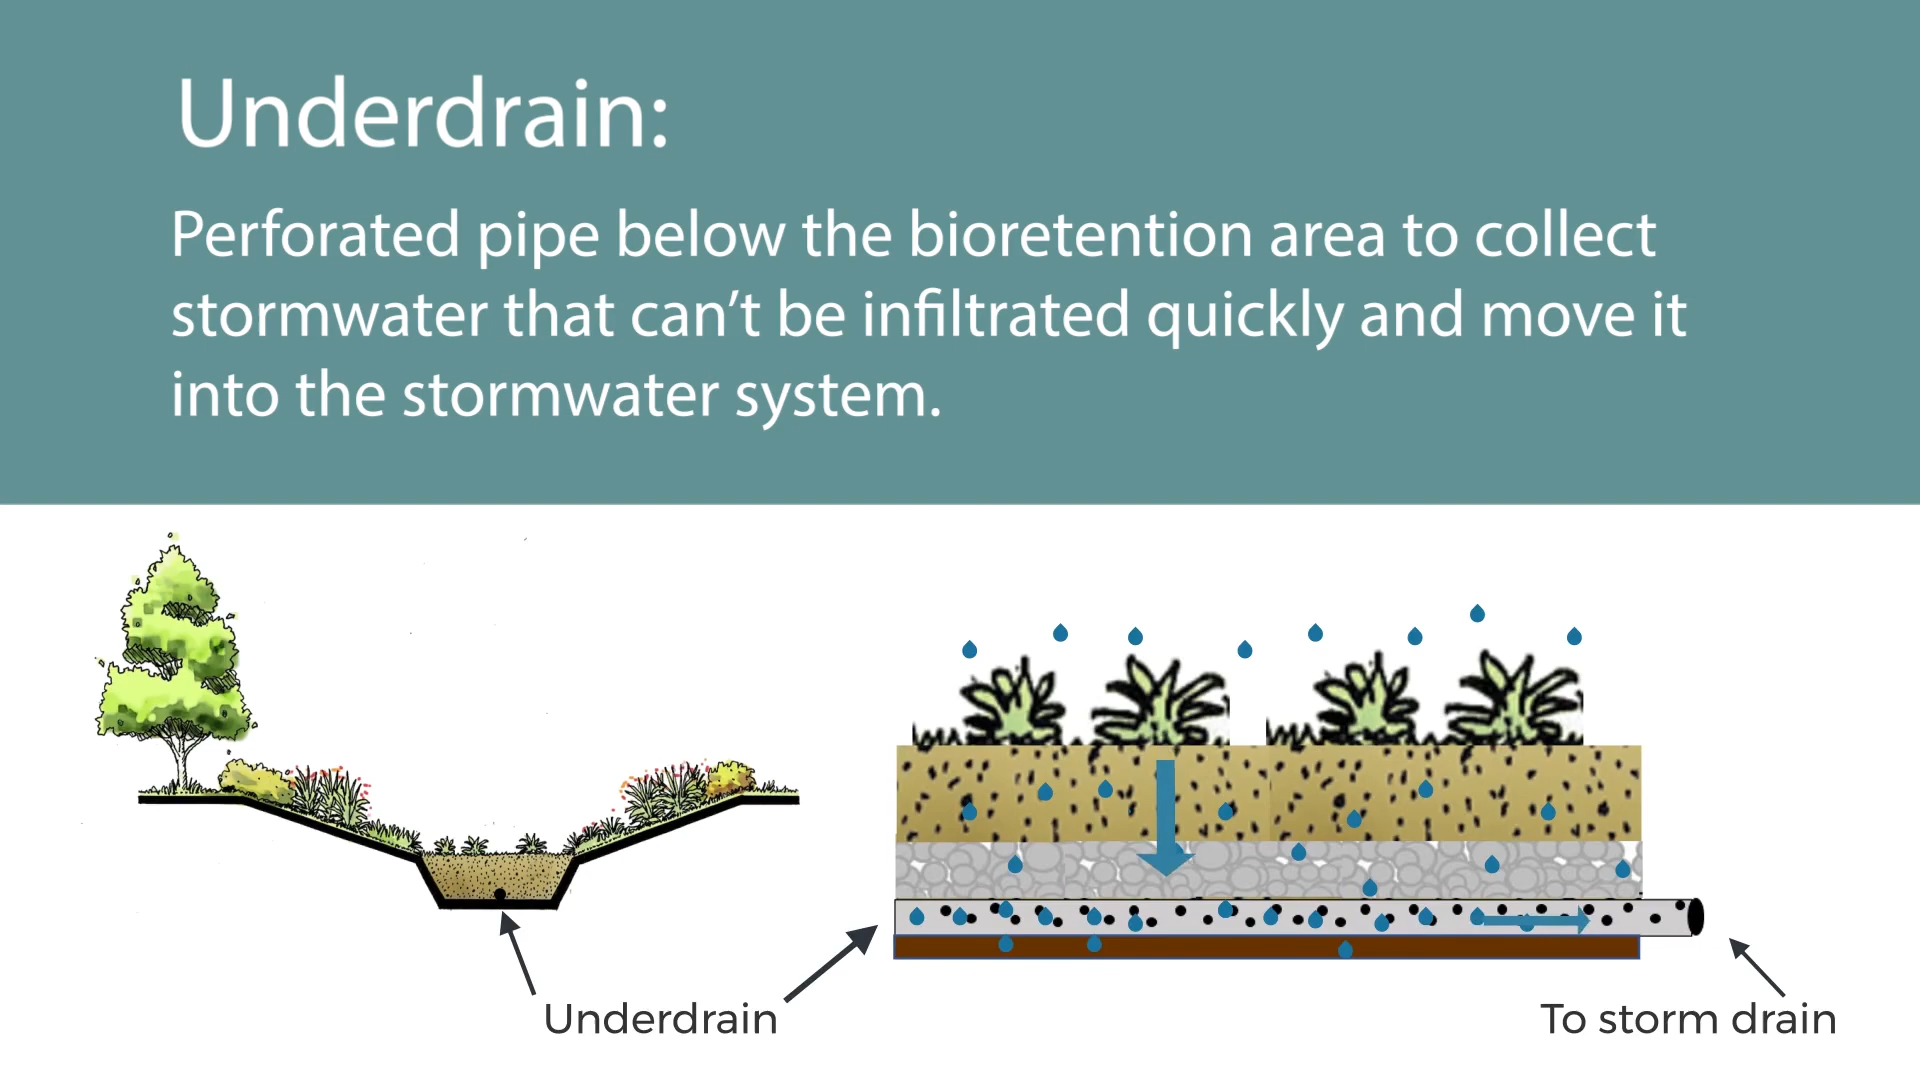 Underdrain:
Perforated pipe below the bioretention area to collect
stormwater that can’t be infiltrated quickly and move it
into the stormwater system.
Underdrain
To storm drain